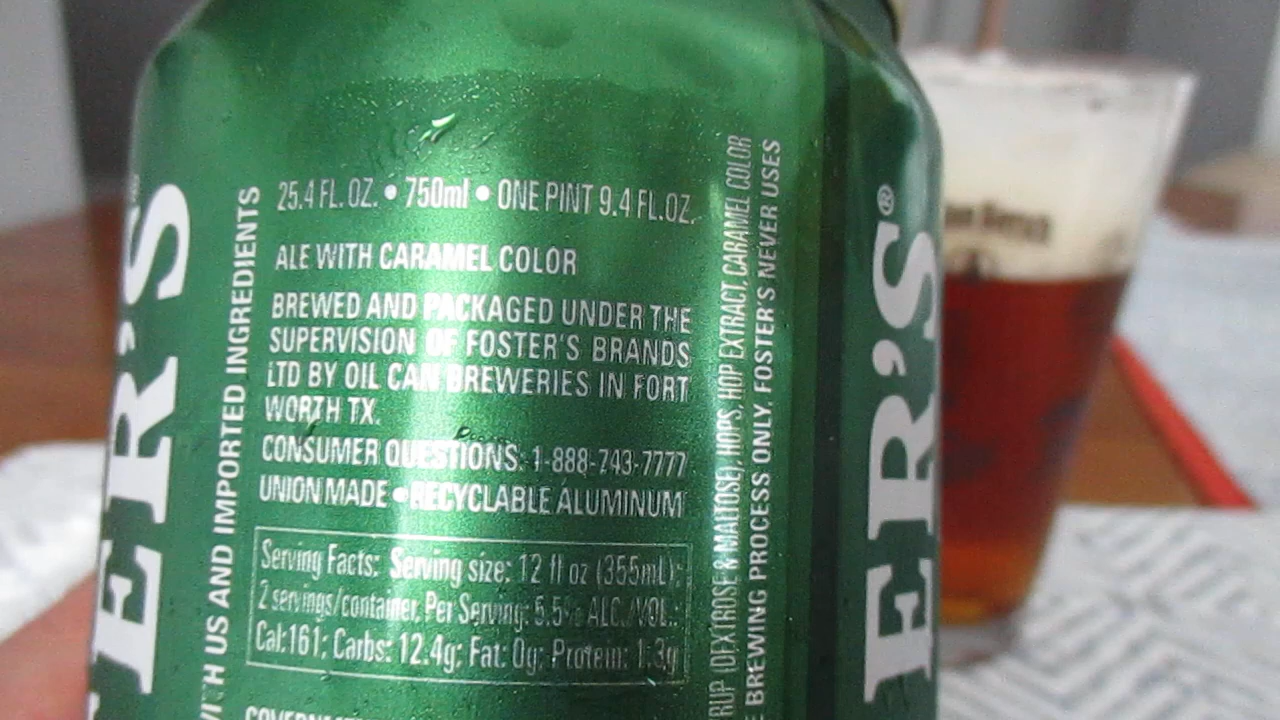 ER'S
WITH US AND IMPORTED INGREDIENTS
25.4 FL. OZ. • 750ml • ONE PINT 9.4 FL.OZ.
ALE WITH CARAMEL COLOR
BREWED AND PACKAGED UNDER THE
SUPERVISION OF FOSTER'S BRANDS
LTD BY OIL CAN BREWERIES IN FORT
WORTH TX.
CONSUMER QUESTIONS: 1-888-743-7777
UNION MADE • RECYCLABLE ALUMINUM
Serving Facts: Serving size: 12 fl oz (355mL);
2 servings/container, Per Serving: 5.5% ALC./VOL.:
Cal:161; Carbs: 12.4g; Fat: 0g; Protein: 1.3g
RUP (DEXTROSE & MALTOSE), HOPS, HOP EXTRACT, CARAMEL COLOR
E BREWING PROCESS ONLY, FOSTER'S NEVER USES
ER'S®